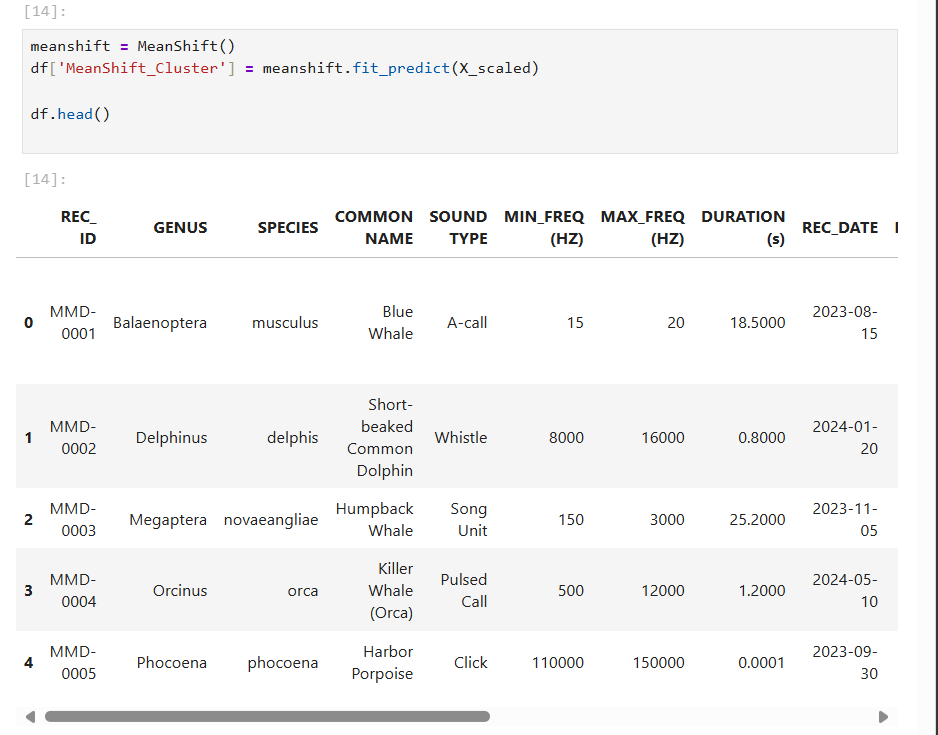 [14]:
meanshift = MeanShift()
df['MeanShift_Cluster'] = meanshift.fit_predict(X_scaled)
df.head()
[14]:
REC_ COMMON SOUND MIN_FREQ MAX_FREQ DURATION
ID GENUS SPECIES NAME TYPE (HZ) (HZ) (s) REC_DATE
0 MMD-0001 Balaenoptera musculus Blue Whale A-call 15 20 18.5000 2023-08-15
1 MMD-0002 Delphinus delphis Short-beaked Common Dolphin Whistle 8000 16000 0.8000 2024-01-20
2 MMD-0003 Megaptera novaeangliae Humpback Whale Song Unit 150 3000 25.2000 2023-11-05
3 MMD-0004 Orcinus orca Killer Whale (Orca) Pulsed Call 500 12000 1.2000 2024-05-10
4 MMD-0005 Phocoena phocoena Harbor Porpoise Click 110000 150000 0.0001 2023-09-30